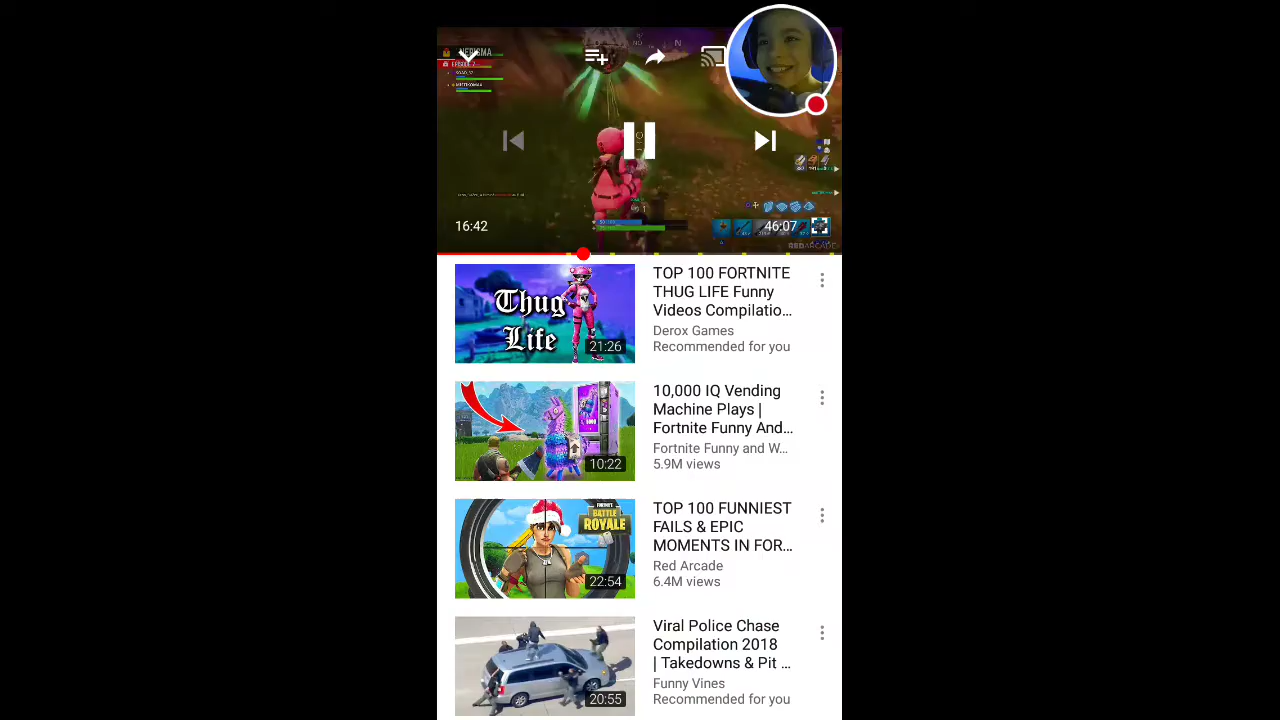 NO
N
16:42
46:07
REDARCADE
Thug
Life
21:26
TOP 100 FORTNITE
THUG LIFE Funny
Videos Compilatio...
Derox Games
Recommended for you
10:22
10,000 IQ Vending
Machine Plays |
Fortnite Funny And...
Fortnite Funny and W...
5.9M views
BATTLE
ROYALE
22:54
TOP 100 FUNNIEST
FAILS & EPIC
MOMENTS IN FOR...
Red Arcade
6.4M views
20:55
Viral Police Chase
Compilation 2018
| Takedowns & Pit ...
Funny Vines
Recommended for you